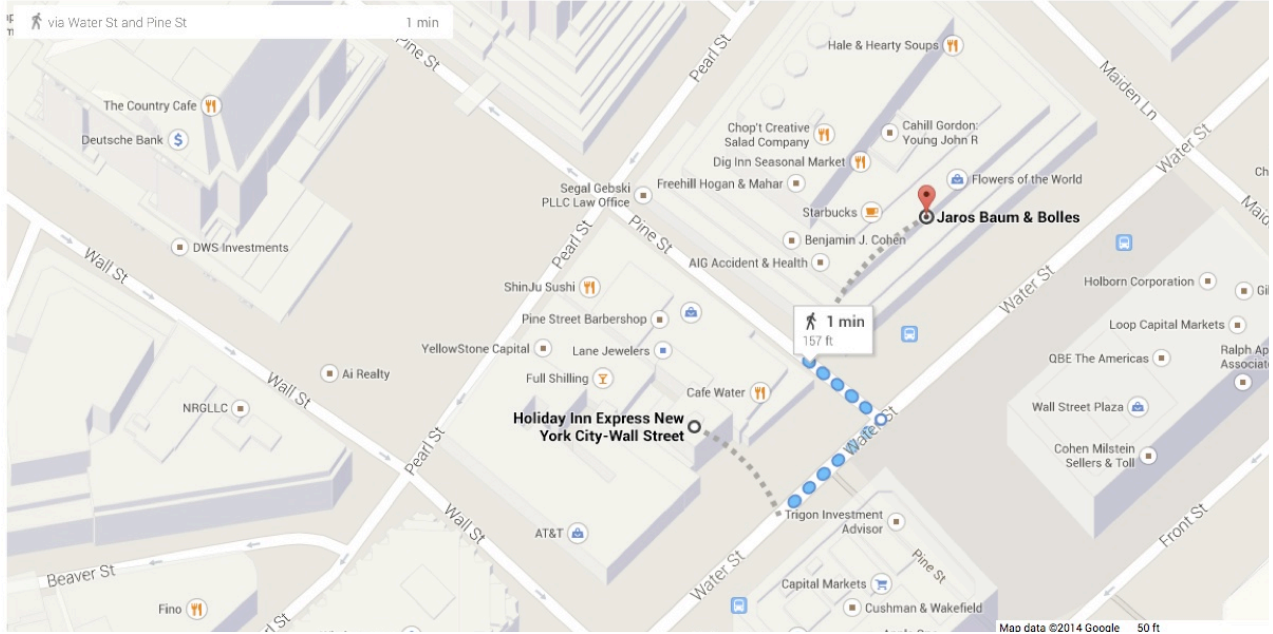 via Water St and Pine St
1 min
Pine St
Pearl St
Hale & Hearty Soups
Maiden Ln
The Country Cafe
Deutsche Bank
Chop't Creative
Salad Company
Cahill Gordon:
Young John R
Water St
Dig Inn Seasonal Market
Segal Gebski
PLLC Law Office
Freehill Hogan & Mahar
Flowers of the World
Starbucks
Jaros Baum & Bolles
DWS Investments
Pearl St
Pine St
Benjamin J. Cohen
AIG Accident & Health
Wall St
ShinJu Sushi
Water St
Holborn Corporation
Pine Street Barbershop
1 min
157 ft
Loop Capital Markets
YellowStone Capital
Lane Jewelers
QBE The Americas
Ralph Ap
Associat
Ai Realty
Full Shilling
Wall St
Cafe Water
NRGLLC
Wall Street Plaza
Holiday Inn Express New
York City-Wall Street
Water St
Pearl St
Cohen Milstein
Sellers & Toll
Wall St
AT&T
Trigon Investment
Advisor
Front St
Pine St
Water St
Beaver St
Capital Markets
Fino
Cushman & Wakefield
Map data ©2014 Google
50 ft